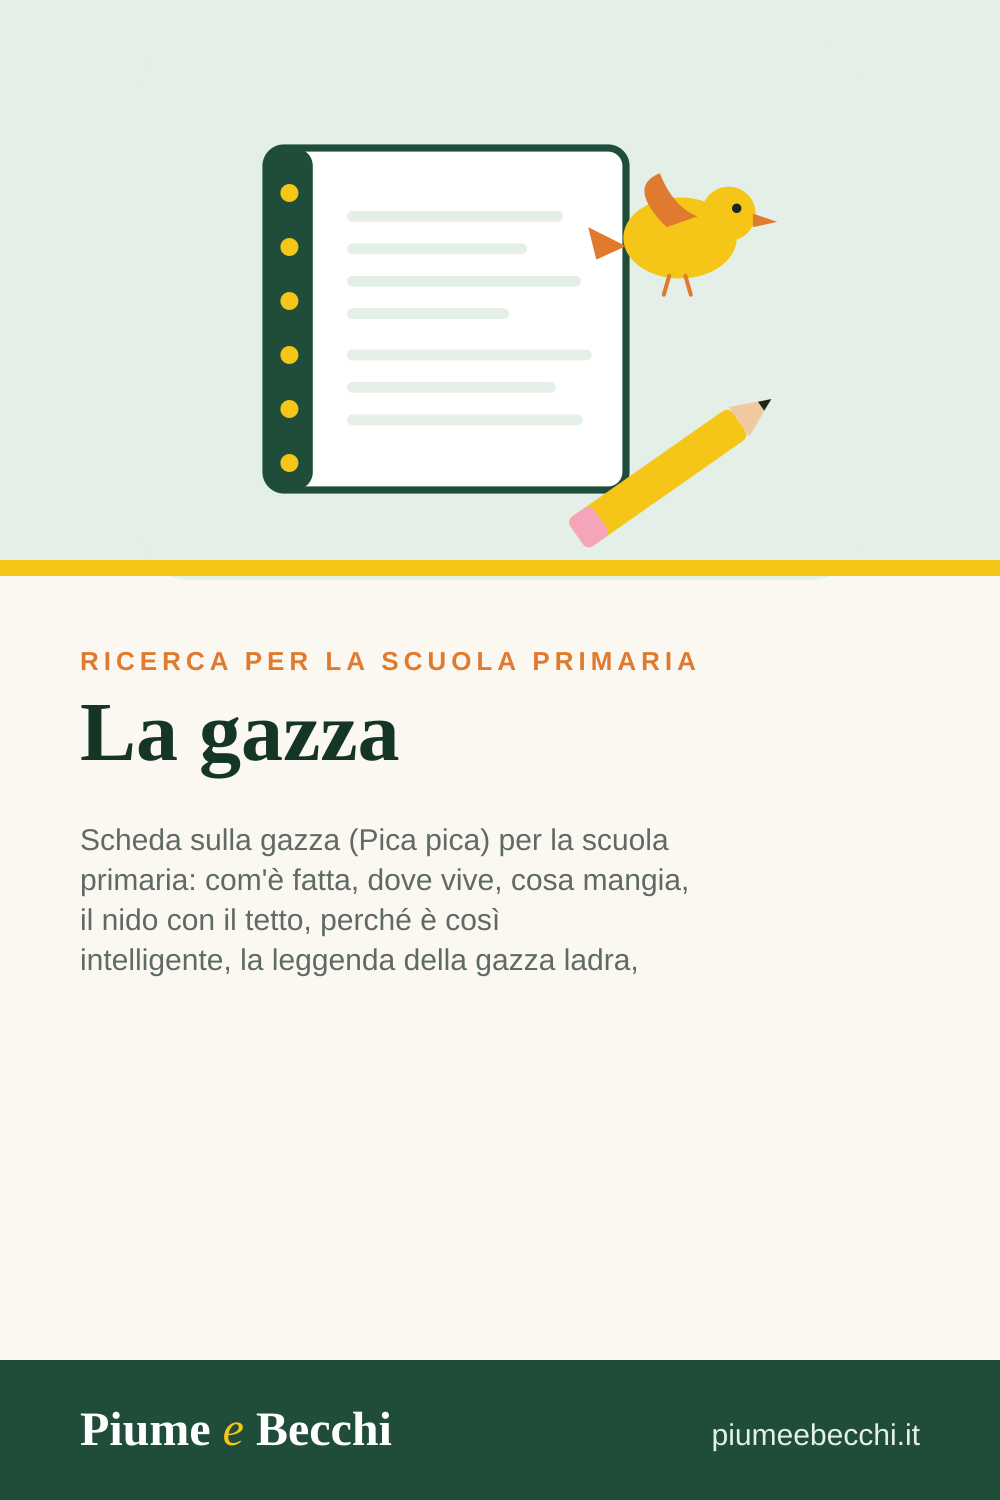 RICERCA PER LA SCUOLA PRIMARIA
La gazza
Scheda sulla gazza (Pica pica) per la scuola
primaria: com'è fatta, dove vive, cosa mangia,
il nido con il tetto, perché è così
intelligente, la leggenda della gazza ladra,
Piume e Becchi
piumeebecchi.it